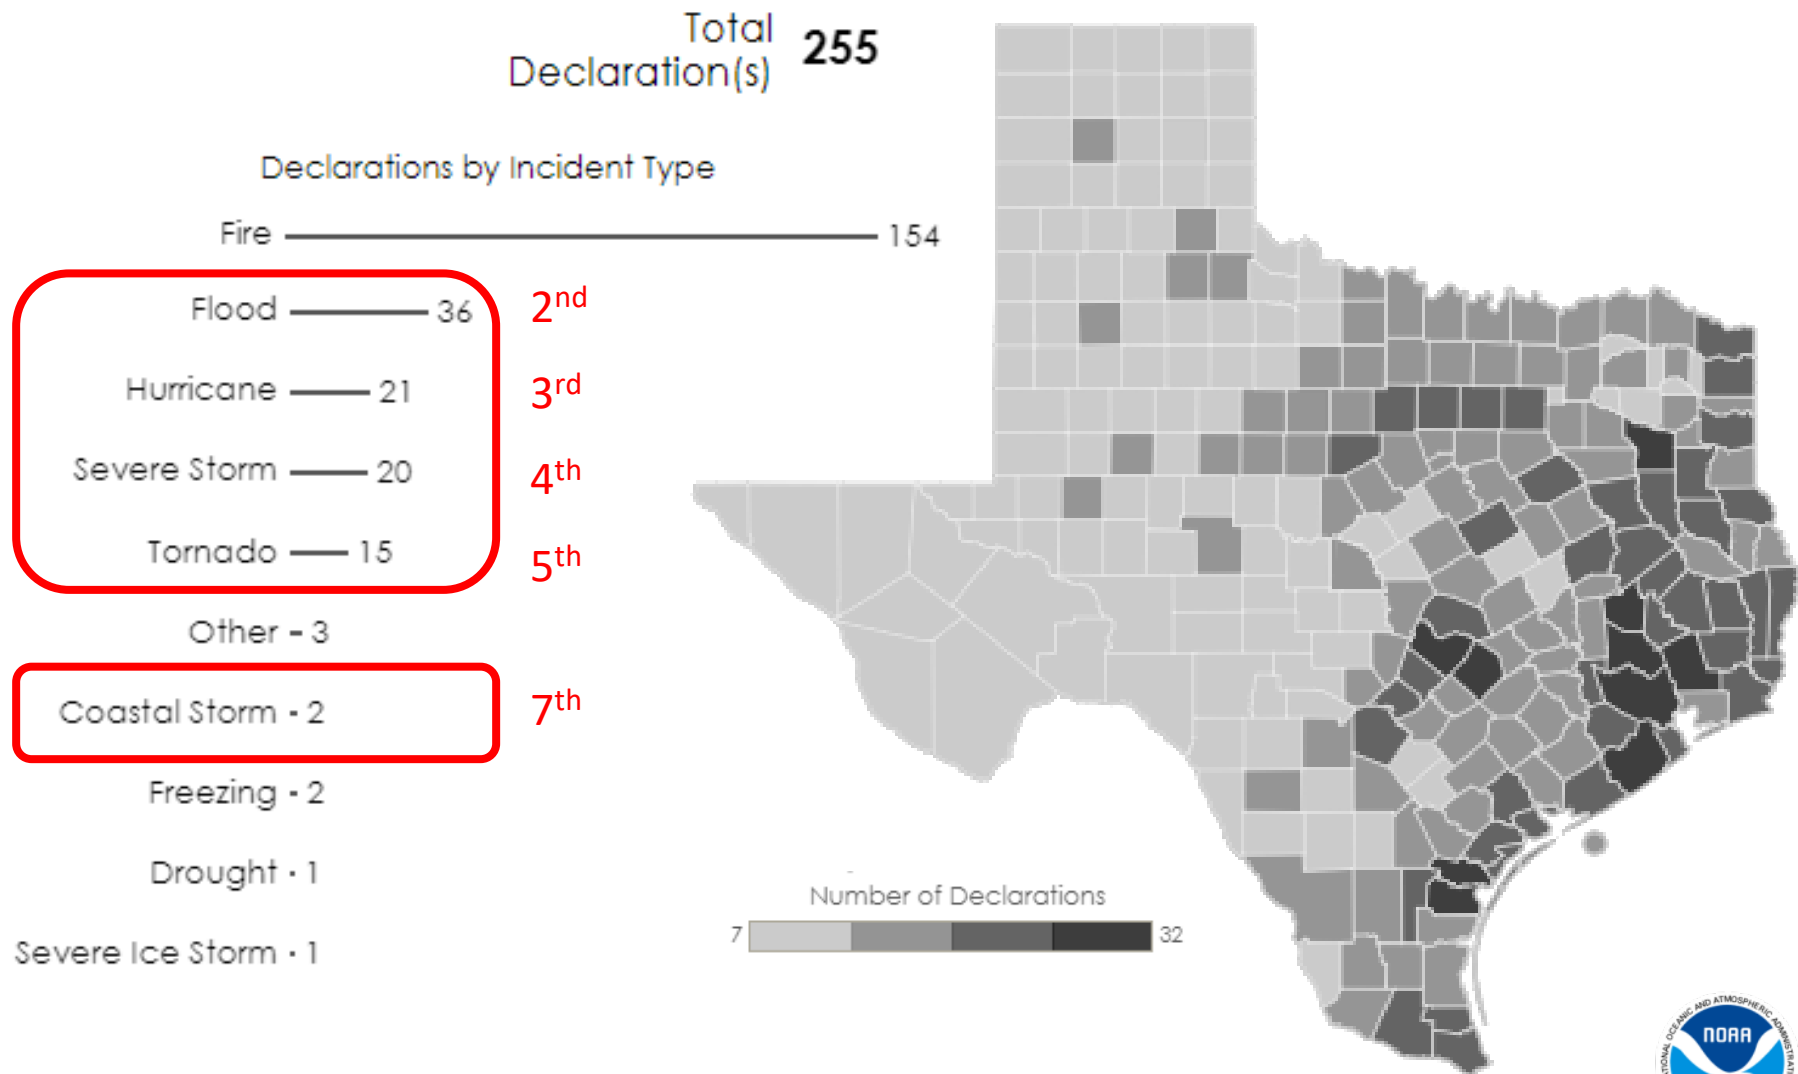 Total
Declaration(s) 255
Declarations by Incident Type
Fire 154
Flood 36 2nd
Hurricane 21 3rd
Severe Storm 20 4th
Tornado 15 5th
Other 3
Coastal Storm 2 7th
Freezing 2
Drought 1
Severe Ice Storm 1
Number of Declarations
7 32
NOAA